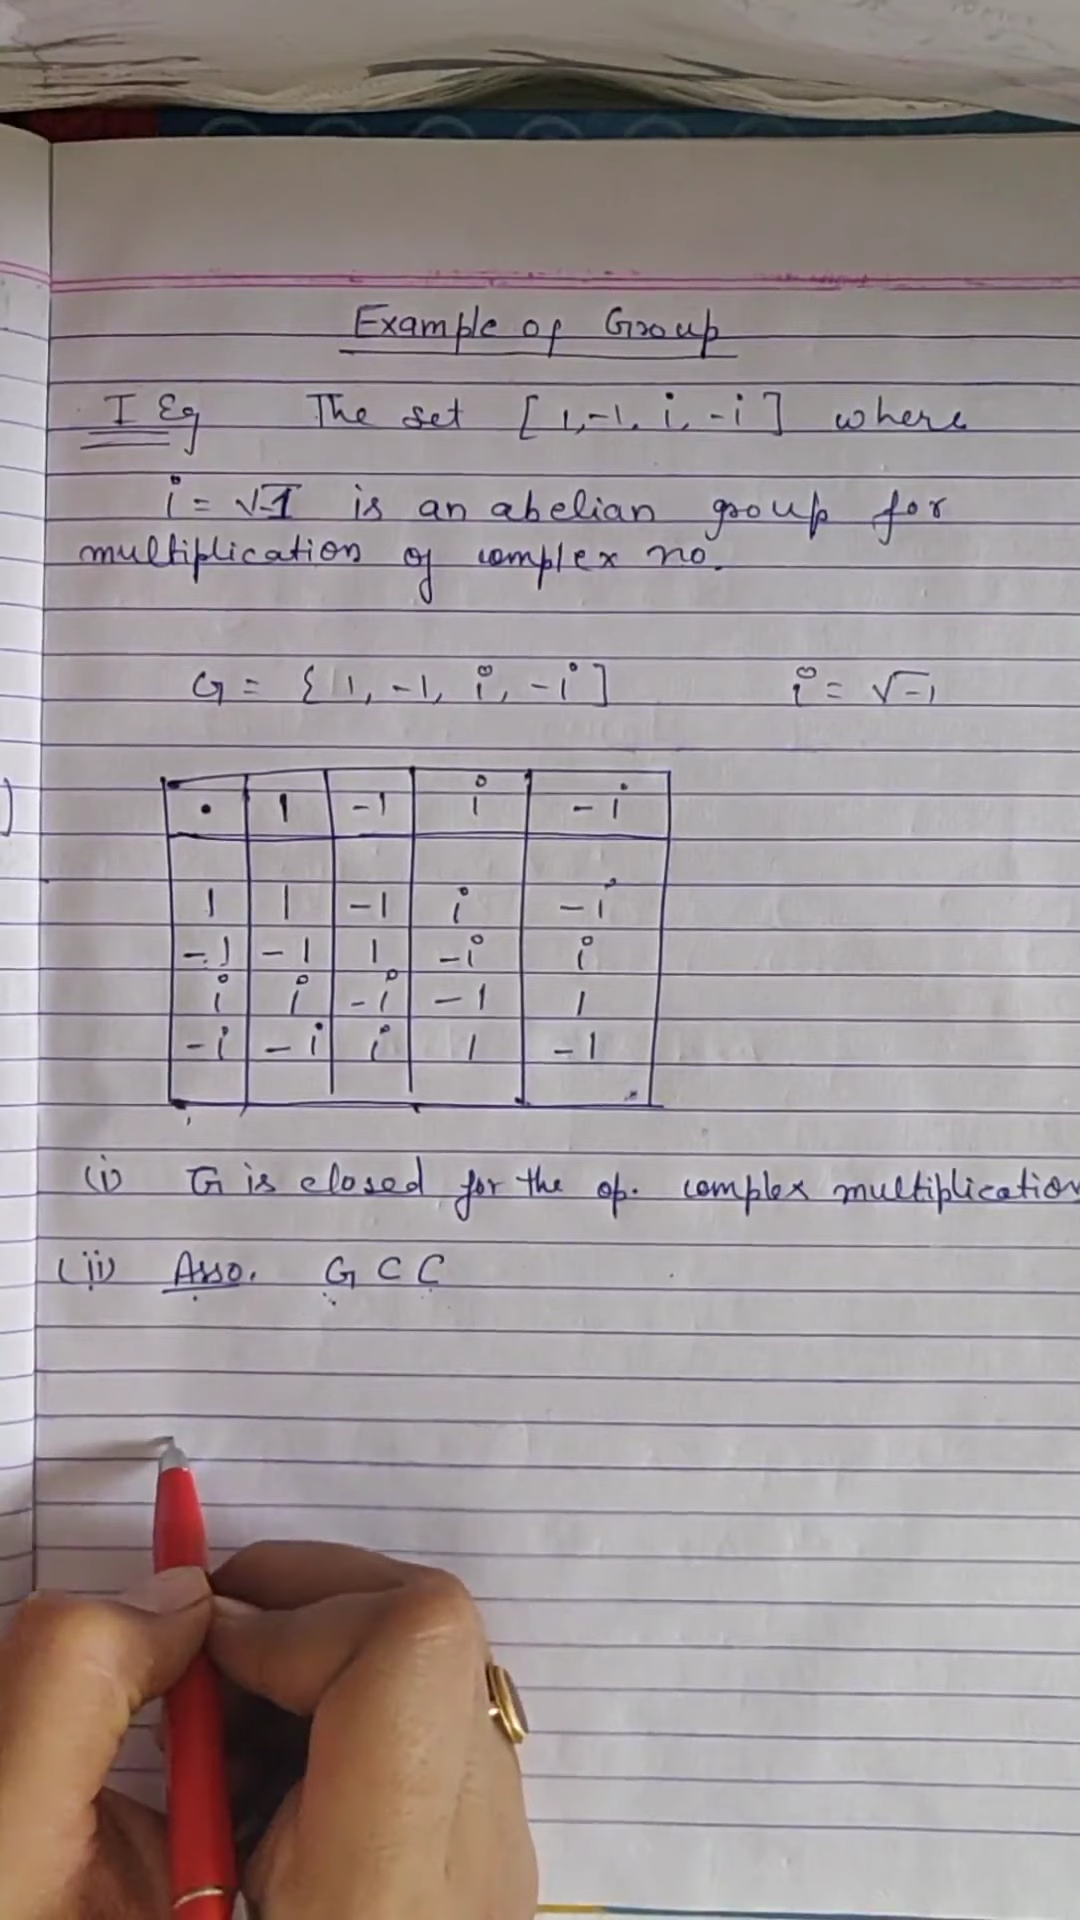 Example of Group
I Eg The set [1,-1, i, -i] where
i = √-1 is an abelian group for
multiplication of complex no.
G = {1, -1, i, -i] i = √-1
• 1 -1 i -i
1 1 -1 i -i
-1 -1 1 -i i
i i -i -1 1
-i -i i 1 -1
(i) G is closed for the op. complex multiplication
(ii) Asso. G C C